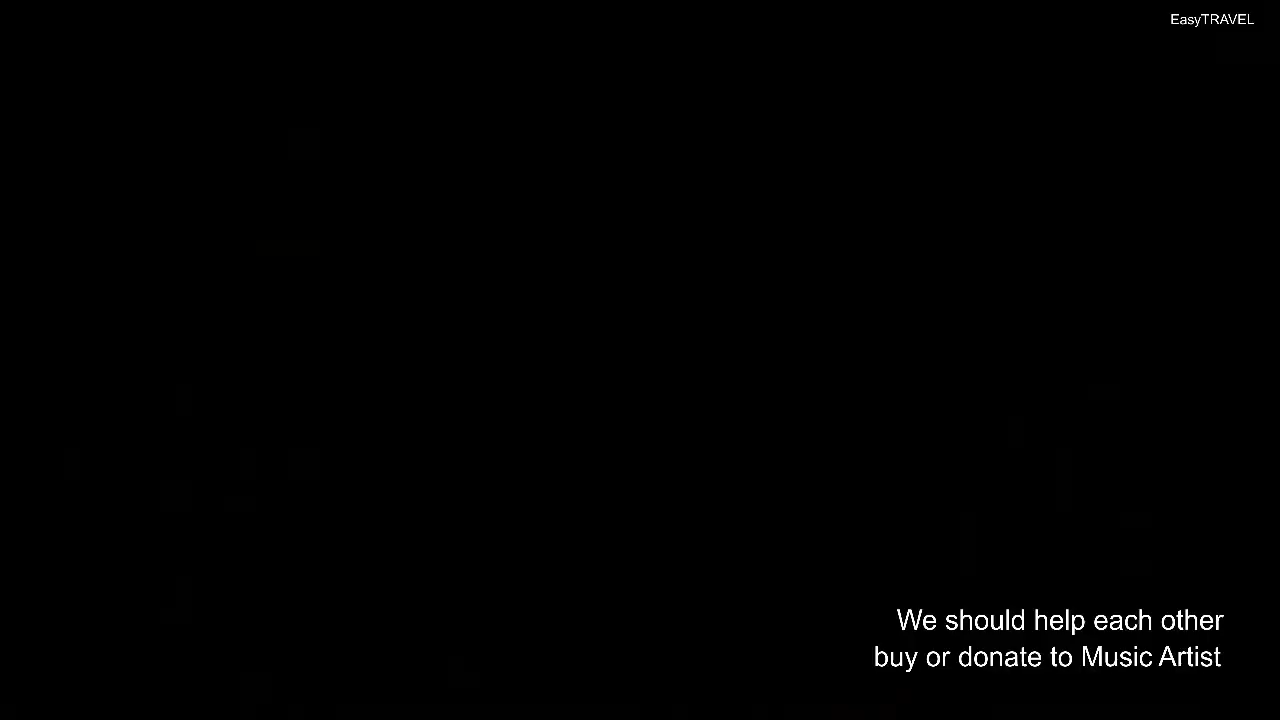 EasyTRAVEL
We should help each other
buy or donate to Music Artist